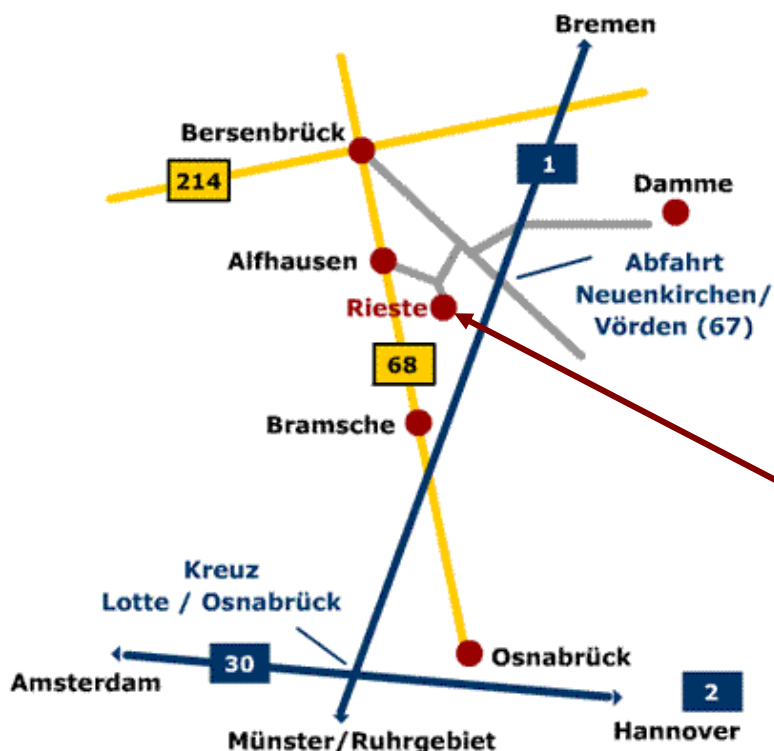 Bremen
Bersenbrück
1
214
Damme
Alfhausen
Abfahrt
Neuenkirchen/
Vörden (67)
Rieste
68
Bramsche
Kreuz
Lotte / Osnabrück
Osnabrück
30
Amsterdam
2
Hannover
Münster/Ruhrgebiet